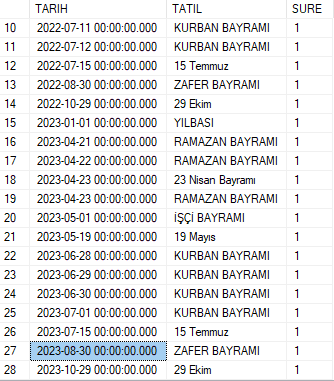 TARIH TATIL SURE
10 2022-07-11 00:00:00.000 KURBAN BAYRAMI 1
11 2022-07-12 00:00:00.000 KURBAN BAYRAMI 1
12 2022-07-15 00:00:00.000 15 Temmuz 1
13 2022-08-30 00:00:00.000 ZAFER BAYRAMI 1
14 2022-10-29 00:00:00.000 29 Ekim 1
15 2023-01-01 00:00:00.000 YILBASI 1
16 2023-04-21 00:00:00.000 RAMAZAN BAYRAMI 1
17 2023-04-22 00:00:00.000 RAMAZAN BAYRAMI 1
18 2023-04-23 00:00:00.000 23 Nisan Bayramı 1
19 2023-04-23 00:00:00.000 RAMAZAN BAYRAMI 1
20 2023-05-01 00:00:00.000 İŞÇİ BAYRAMI 1
21 2023-05-19 00:00:00.000 19 Mayıs 1
22 2023-06-28 00:00:00.000 KURBAN BAYRAMI 1
23 2023-06-29 00:00:00.000 KURBAN BAYRAMI 1
24 2023-06-30 00:00:00.000 KURBAN BAYRAMI 1
25 2023-07-01 00:00:00.000 KURBAN BAYRAMI 1
26 2023-07-15 00:00:00.000 15 Temmuz 1
27 2023-08-30 00:00:00.000 ZAFER BAYRAMI 1
28 2023-10-29 00:00:00.000 29 Ekim 1